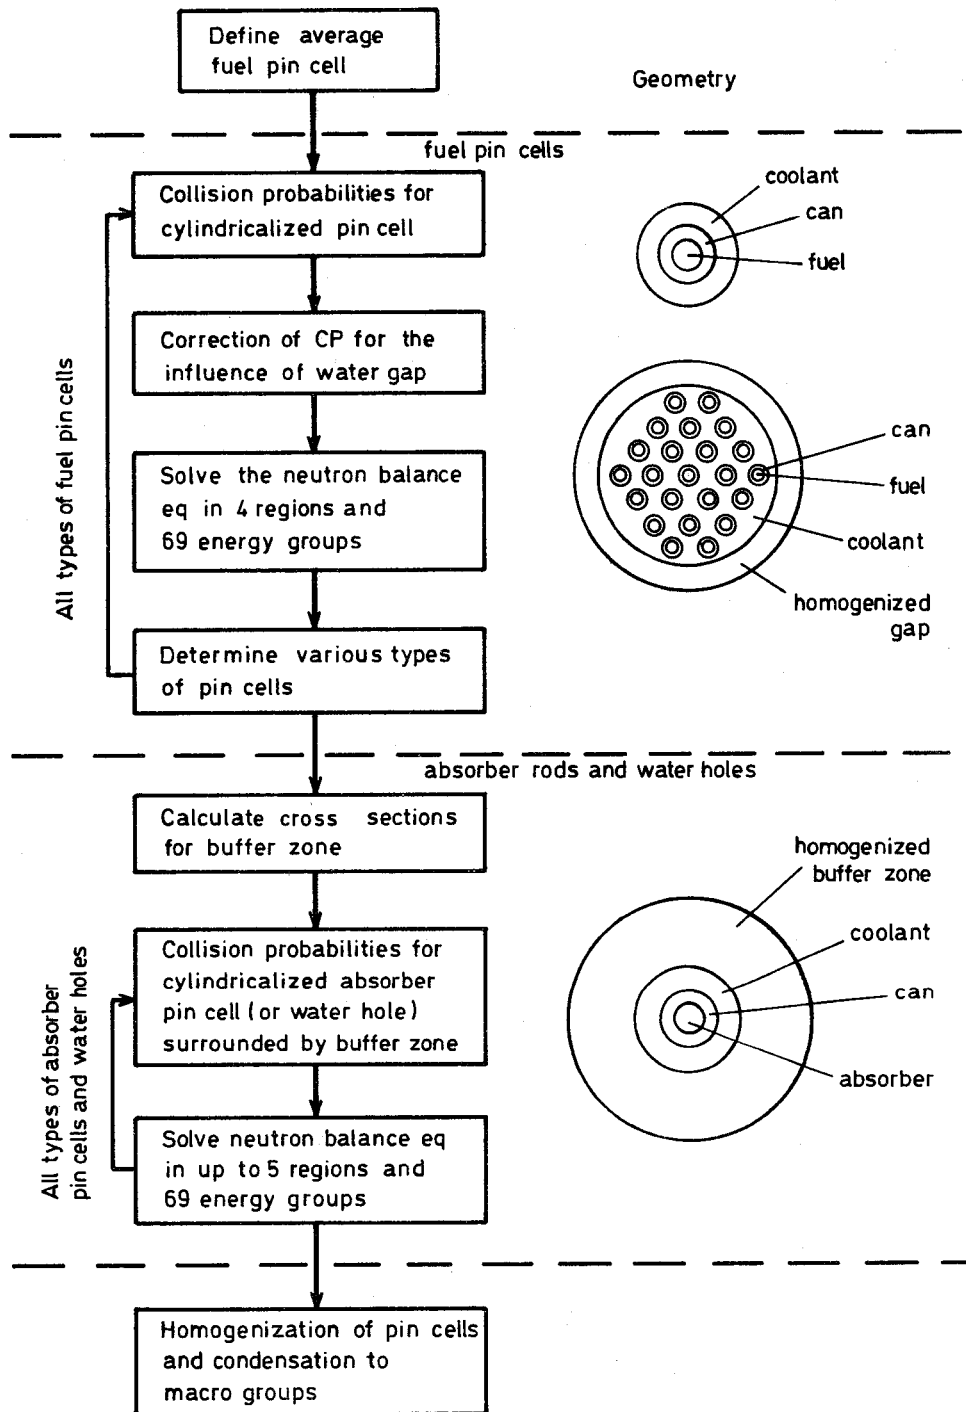 Define average
fuel pin cell
Geometry
fuel pin cells
Collision probabilities for
cylindricalized pin cell
coolant
can
fuel
Correction of CP for the
influence of water gap
All types of fuel pin cells
Solve the neutron balance
eq in 4 regions and
69 energy groups
can
fuel
coolant
homogenized
gap
Determine various types
of pin cells
absorber rods and water holes
Calculate cross sections
for buffer zone
homogenized
buffer zone
coolant
can
absorber
Collision probabilities for
cylindricalized absorber
pin cell (or water hole)
surrounded by buffer zone
All types of absorber
pin cells and water holes
Solve neutron balance eq
in up to 5 regions and
69 energy groups
Homogenization of pin cells
and condensation to
macro groups